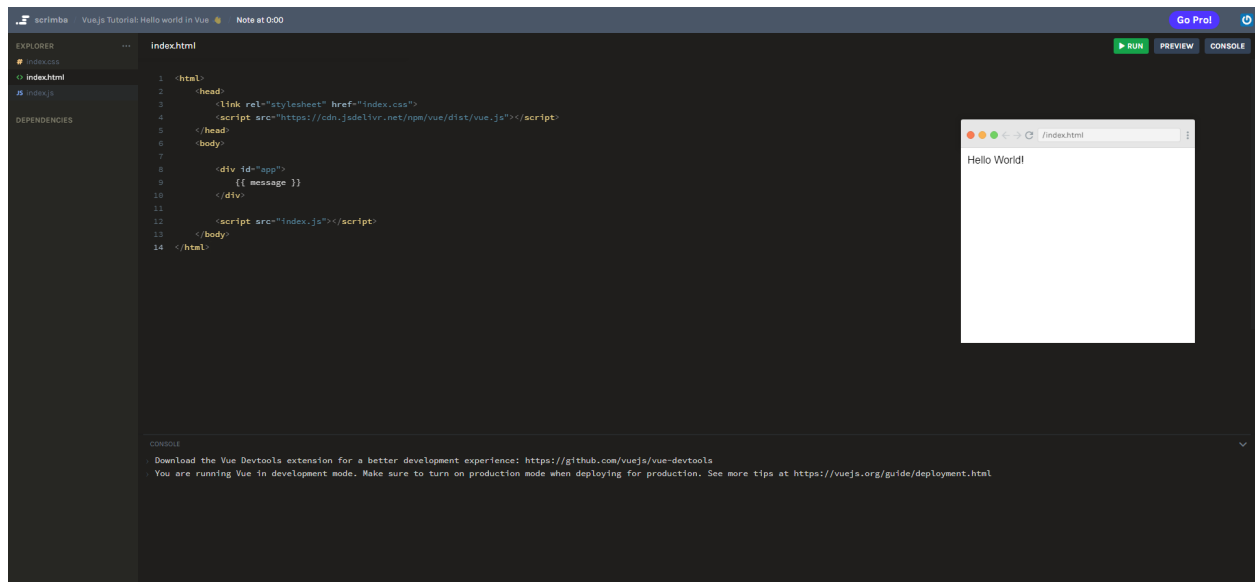 scrimba Vue.js Tutorial: Hello world in Vue 👋 Note at 0:00 Go Pro!
EXPLORER ...
# index.css
<> index.html
JS index.js
DEPENDENCIES
index.html
RUN PREVIEW CONSOLE
1 <html>
2 <head>
3 <link rel="stylesheet" href="index.css">
4 <script src="https://cdn.jsdelivr.net/npm/vue/dist/vue.js"></script>
5 </head>
6 <body>
7
8 <div id="app">
9 {{ message }}
10 </div>
11
12 <script src="index.js"></script>
13 </body>
14 </html>
/index.html
Hello World!
CONSOLE
› Download the Vue Devtools extension for a better development experience: https://github.com/vuejs/vue-devtools
› You are running Vue in development mode. Make sure to turn on production mode when deploying for production. See more tips at https://vuejs.org/guide/deployment.html